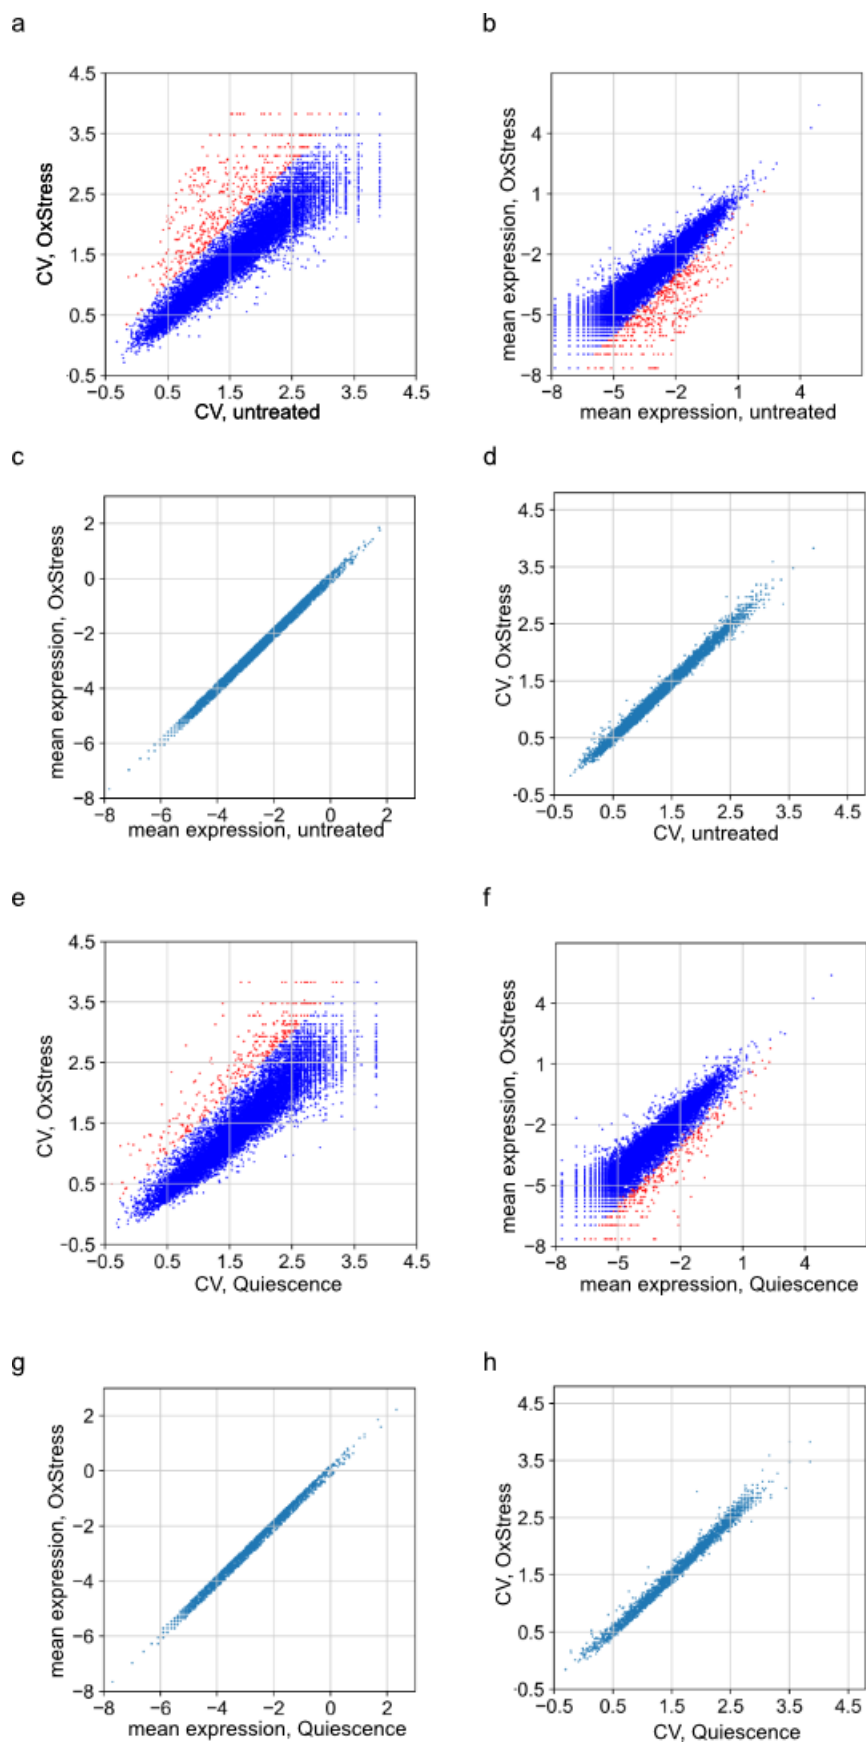 a
4.5
3.5
2.5
1.5
0.5
-0.5
-0.5 0.5 1.5 2.5 3.5 4.5
CV, OxStress
CV, untreated
b
4
1
−2
−5
−8
−8 −5 −2 1 4
mean expression, OxStress
mean expression, untreated
c
2
0
−2
−4
−6
−8
−8 −6 −4 −2 0 2
mean expression, OxStress
mean expression, untreated
d
4.5
3.5
2.5
1.5
0.5
-0.5
−0.5 0.5 1.5 2.5 3.5 4.5
CV, OxStress
CV, untreated
e
4.5
3.5
2.5
1.5
0.5
−0.5
−0.5 0.5 1.5 2.5 3.5 4.5
CV, OxStress
CV, Quiescence
f
4
1
−2
−5
−8
−8 −5 −2 1 4
mean expression, OxStress
mean expression, Quiescence
g
2
0
−2
−4
−6
−8
−8 −6 −4 −2 0 2
mean expression, OxStress
mean expression, Quiescence
h
4.5
3.5
2.5
1.5
0.5
-0.5
−0.5 0.5 1.5 2.5 3.5 4.5
CV, OxStress
CV, Quiescence